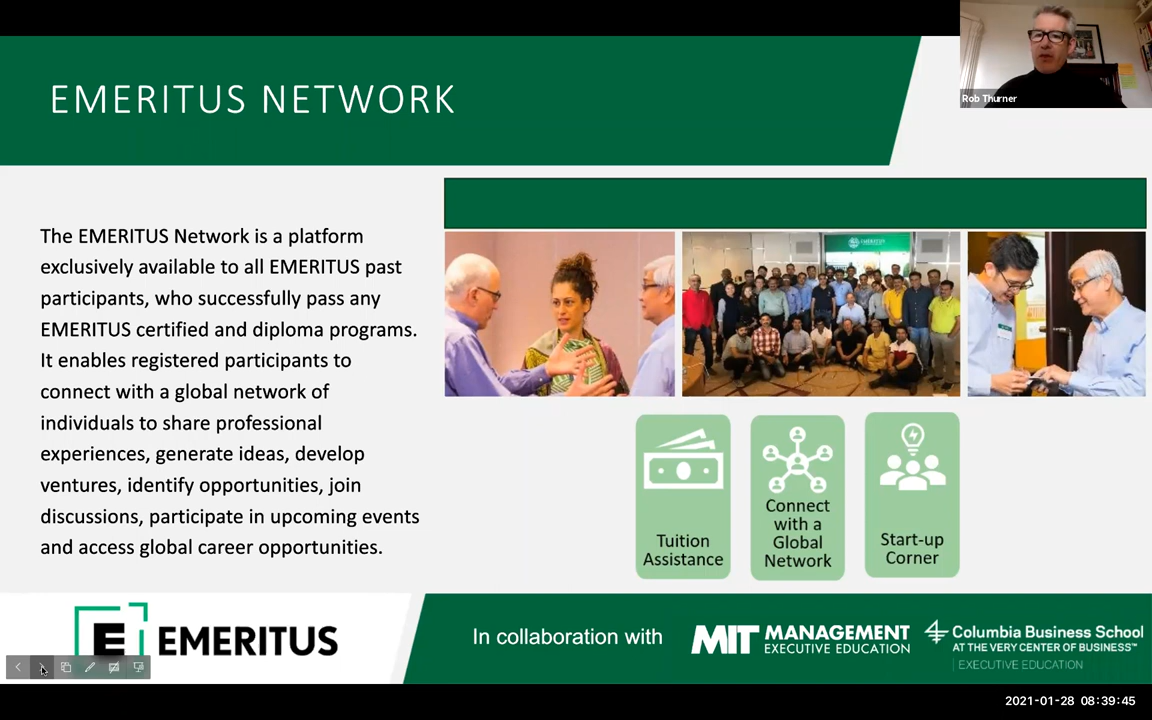 EMERITUS NETWORK
Rob Thurner
The EMERITUS Network is a platform
exclusively available to all EMERITUS past
participants, who successfully pass any
EMERITUS certified and diploma programs.
It enables registered participants to
connect with a global network of
individuals to share professional
experiences, generate ideas, develop
ventures, identify opportunities, join
discussions, participate in upcoming events
and access global career opportunities.
EMERITUS
Tuition
Assistance
Connect
with a
Global
Network
Start-up
Corner
E EMERITUS
In collaboration with
MIT MANAGEMENT
EXECUTIVE EDUCATION
Columbia Business School
AT THE VERY CENTER OF BUSINESS™
EXECUTIVE EDUCATION
2021-01-28 08:39:45